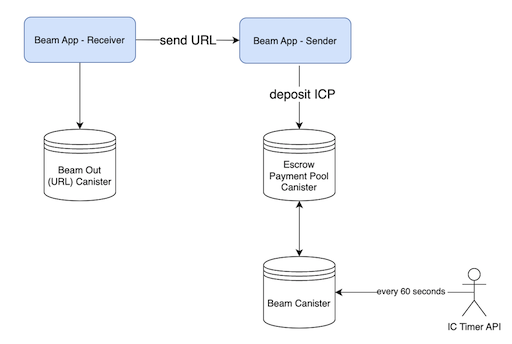 Beam App - Receiver
send URL
Beam App - Sender
deposit ICP
Beam Out
(URL) Canister
Escrow
Payment Pool
Canister
Beam Canister
every 60 seconds
IC Timer API